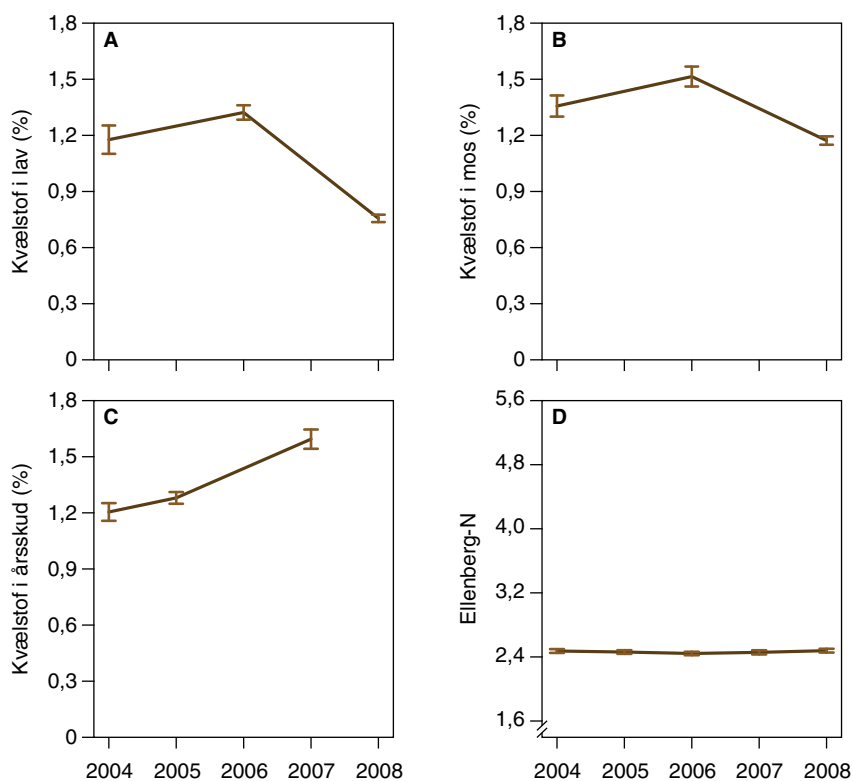 A
Kvælstof i lav (%)
1,8
1,5
1,2
0,9
0,6
0,3
0
B
Kvælstof i mos (%)
1,8
1,5
1,2
0,9
0,6
0,3
0
C
Kvælstof i årsskud (%)
1,8
1,5
1,2
0,9
0,6
0,3
0
2004 2005 2006 2007 2008
D
Ellenberg-N
5,6
4,8
4,0
3,2
2,4
1,6
2004 2005 2006 2007 2008